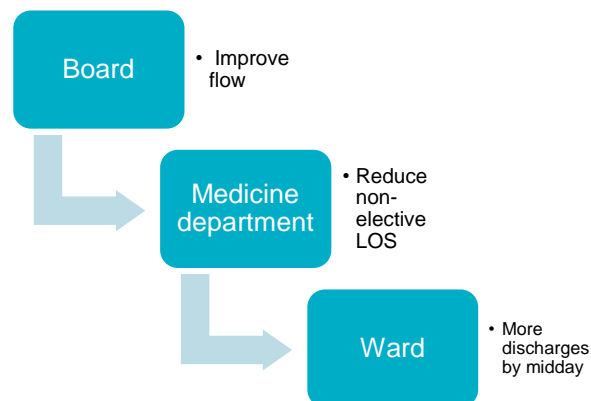 Board
• Improve
flow
Medicine
department
• Reduce
non-
elective
LOS
Ward
• More
discharges
by midday